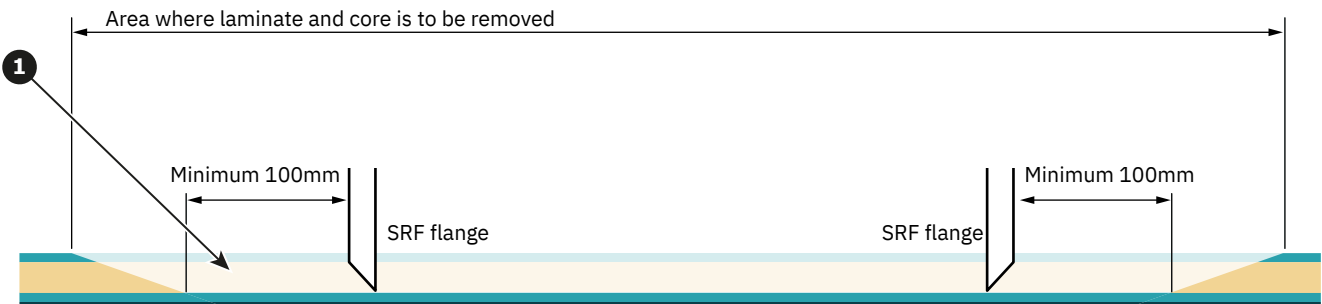 Area where laminate and core is to be removed
1
Minimum 100mm
Minimum 100mm
SRF flange
SRF flange